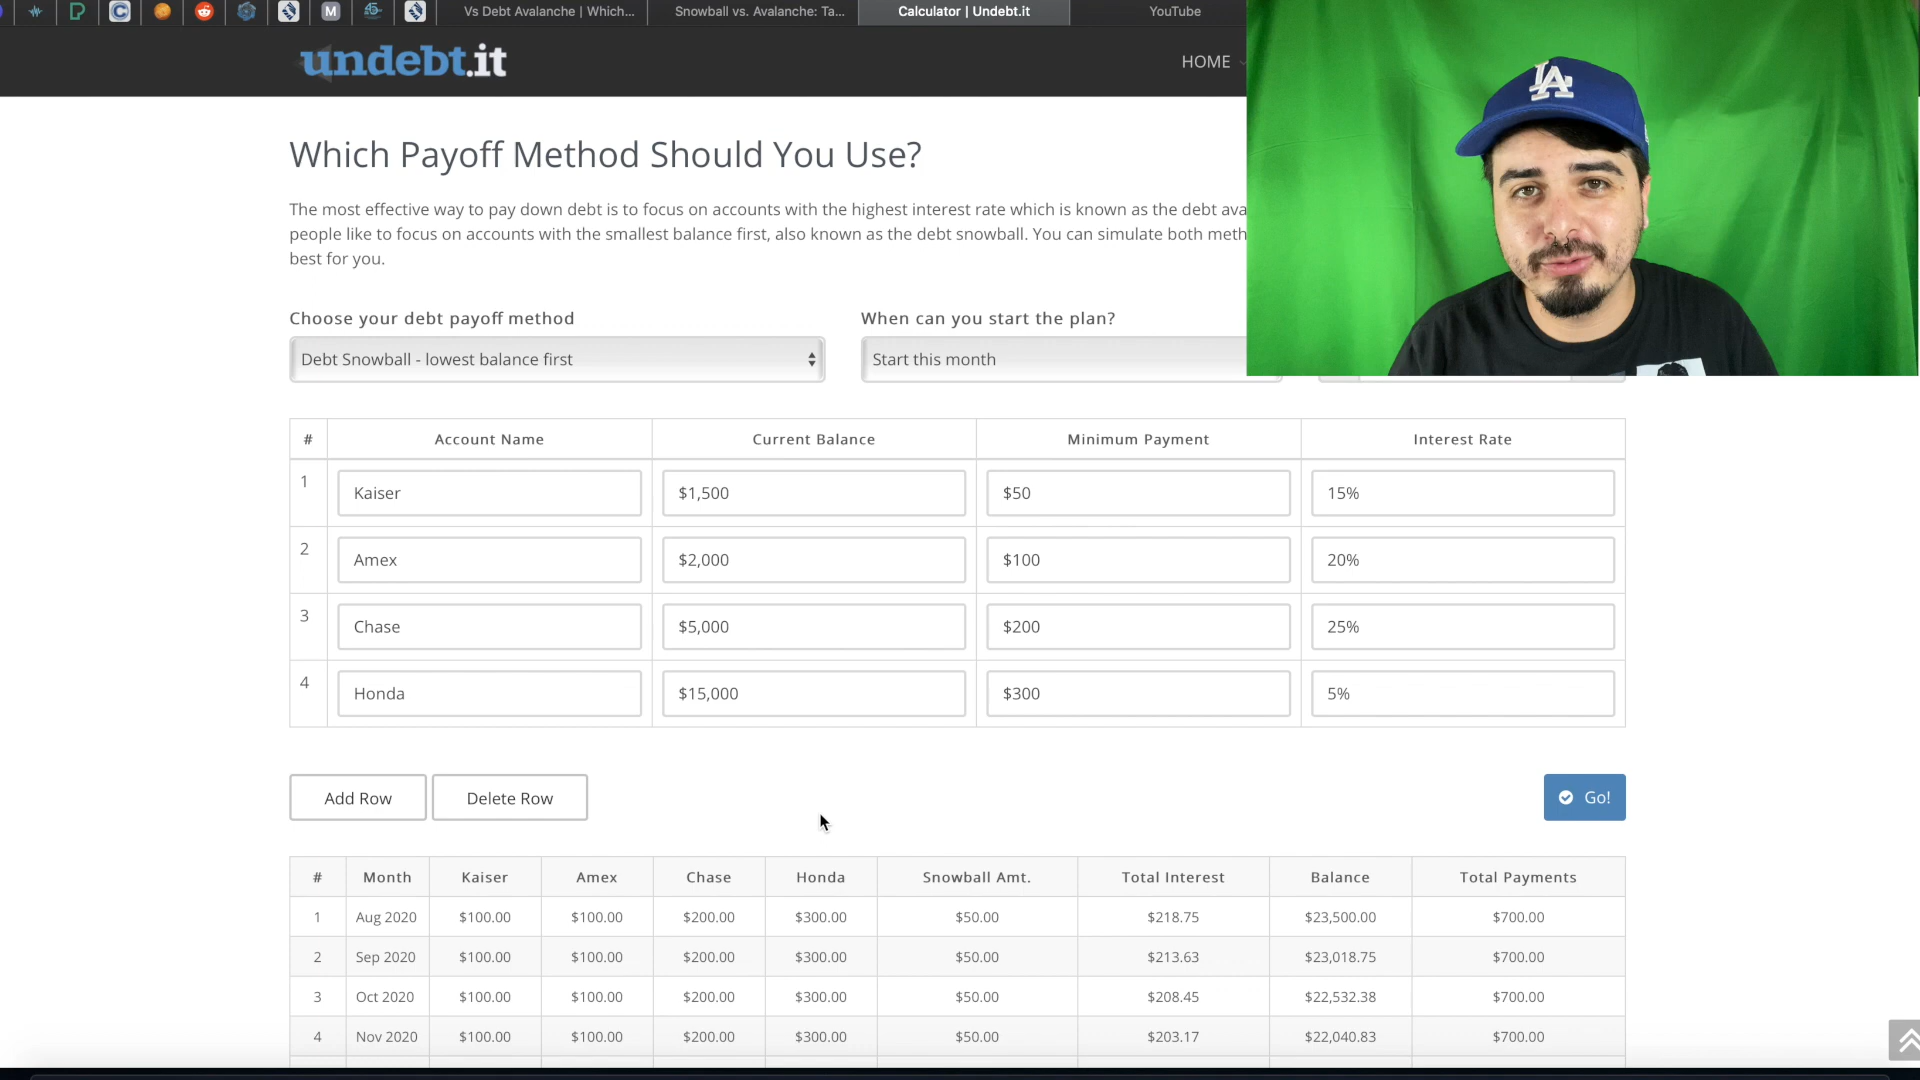 Vs Debt Avalanche | Which...
Snowball vs. Avalanche: Ta...
Calculator | Undebt.it
YouTube
undebt.it
HOME
LA
Which Payoff Method Should You Use?
The most effective way to pay down debt is to focus on accounts with the highest interest rate which is known as the debt ava
people like to focus on accounts with the smallest balance first, also known as the debt snowball. You can simulate both meth
best for you.
Choose your debt payoff method
When can you start the plan?
Debt Snowball - lowest balance first
Start this month
# Account Name Current Balance Minimum Payment Interest Rate
1 Kaiser $1,500 $50 15%
2 Amex $2,000 $100 20%
3 Chase $5,000 $200 25%
4 Honda $15,000 $300 5%
Add Row Delete Row Go!
# Month Kaiser Amex Chase Honda Snowball Amt. Total Interest Balance Total Payments
1 Aug 2020 $100.00 $100.00 $200.00 $300.00 $50.00 $218.75 $23,500.00 $700.00
2 Sep 2020 $100.00 $100.00 $200.00 $300.00 $50.00 $213.63 $23,018.75 $700.00
3 Oct 2020 $100.00 $100.00 $200.00 $300.00 $50.00 $208.45 $22,532.38 $700.00
4 Nov 2020 $100.00 $100.00 $200.00 $300.00 $50.00 $203.17 $22,040.83 $700.00